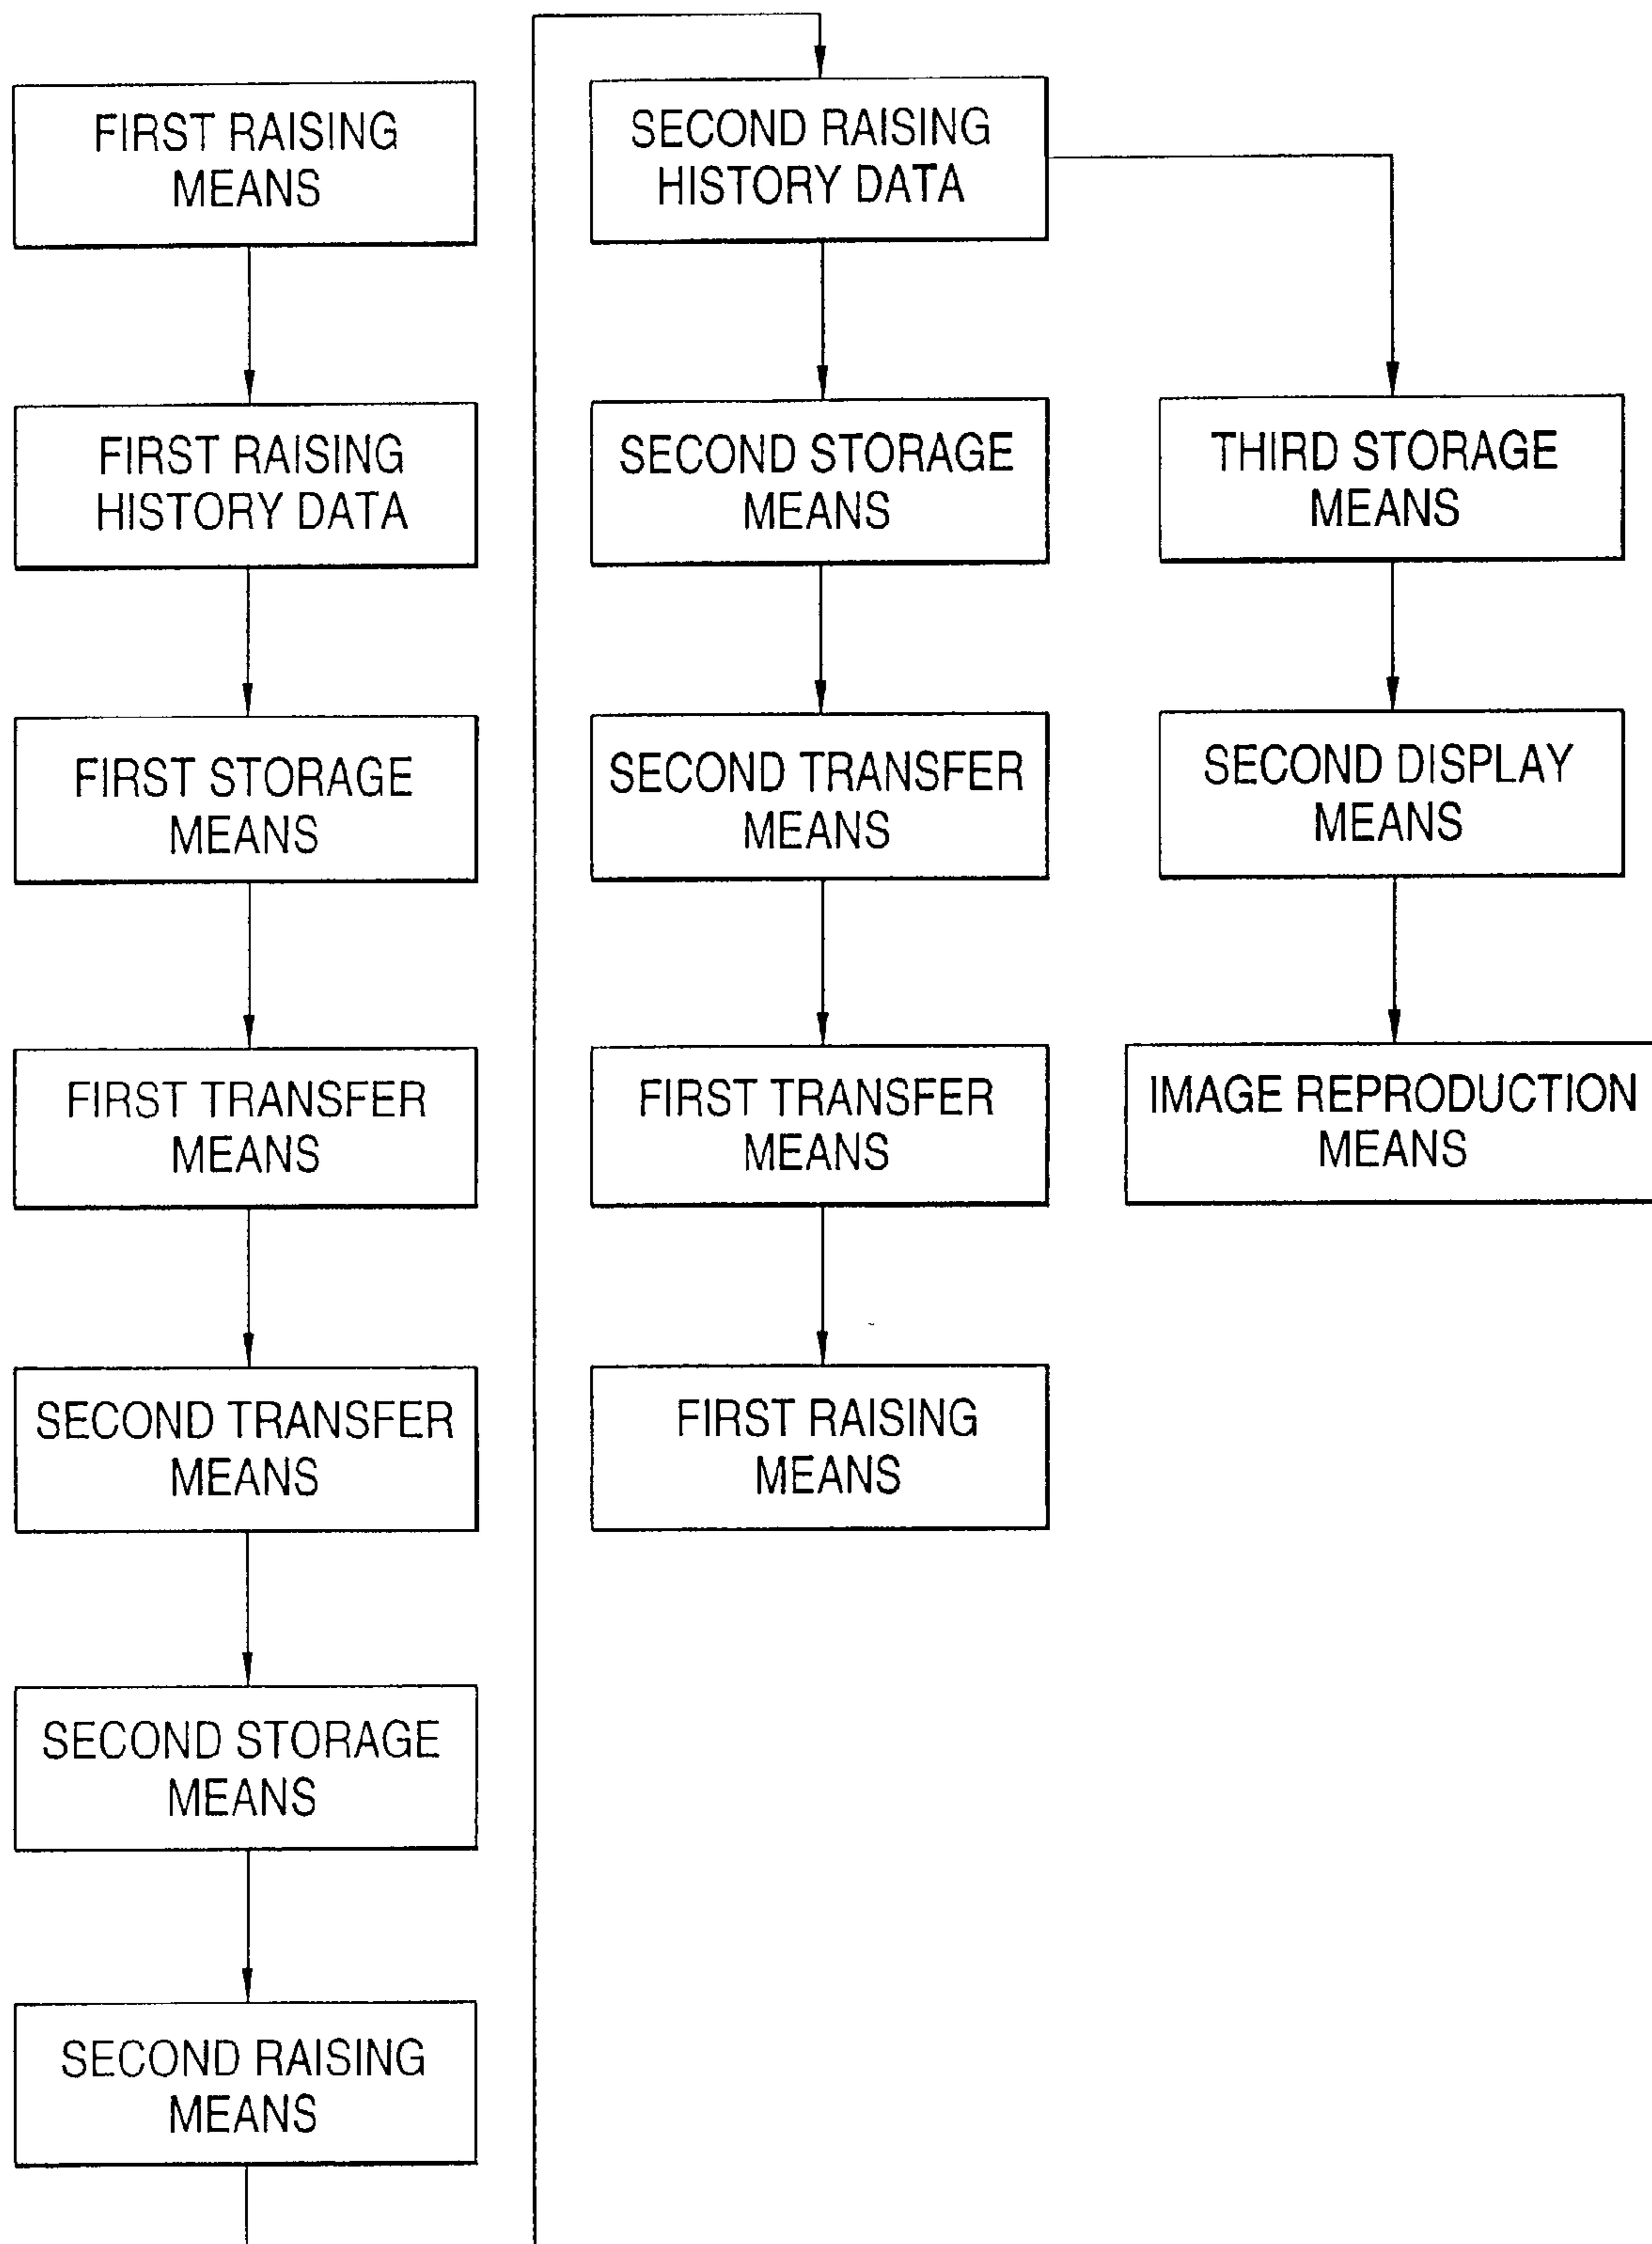 FIRST RAISING
MEANS
FIRST RAISING
HISTORY DATA
FIRST STORAGE
MEANS
FIRST TRANSFER
MEANS
SECOND TRANSFER
MEANS
SECOND STORAGE
MEANS
SECOND RAISING
MEANS
SECOND RAISING
HISTORY DATA
SECOND STORAGE
MEANS
SECOND TRANSFER
MEANS
FIRST TRANSFER
MEANS
FIRST RAISING
MEANS
THIRD STORAGE
MEANS
SECOND DISPLAY
MEANS
IMAGE REPRODUCTION
MEANS